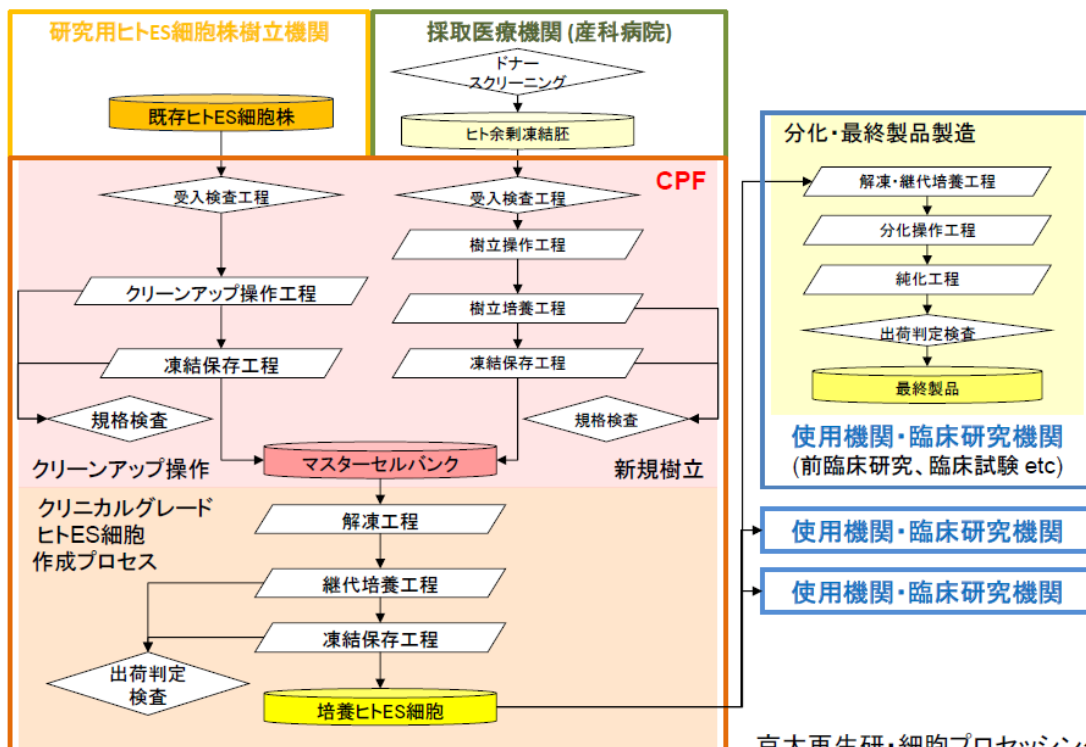 研究用ヒトES細胞株樹立機関
既存ヒトES細胞株
採取医療機関 (産科病院)
ドナー
スクリーニング
ヒト余剰凍結胚
CPF
受入検査工程
クリーンアップ操作工程
凍結保存工程
規格検査
クリーンアップ操作
受入検査工程
樹立操作工程
樹立培養工程
凍結保存工程
規格検査
新規樹立
マスターセルバンク
クリニカルグレード
ヒトES細胞
作成プロセス
解凍工程
継代培養工程
凍結保存工程
出荷判定
検査
培養ヒトES細胞
分化・最終製品製造
解凍・継代培養工程
分化操作工程
純化工程
出荷判定検査
最終製品
使用機関・臨床研究機関
(前臨床研究、臨床試験 etc)
使用機関・臨床研究機関
使用機関・臨床研究機関
京大再生研・細胞プロセッシン